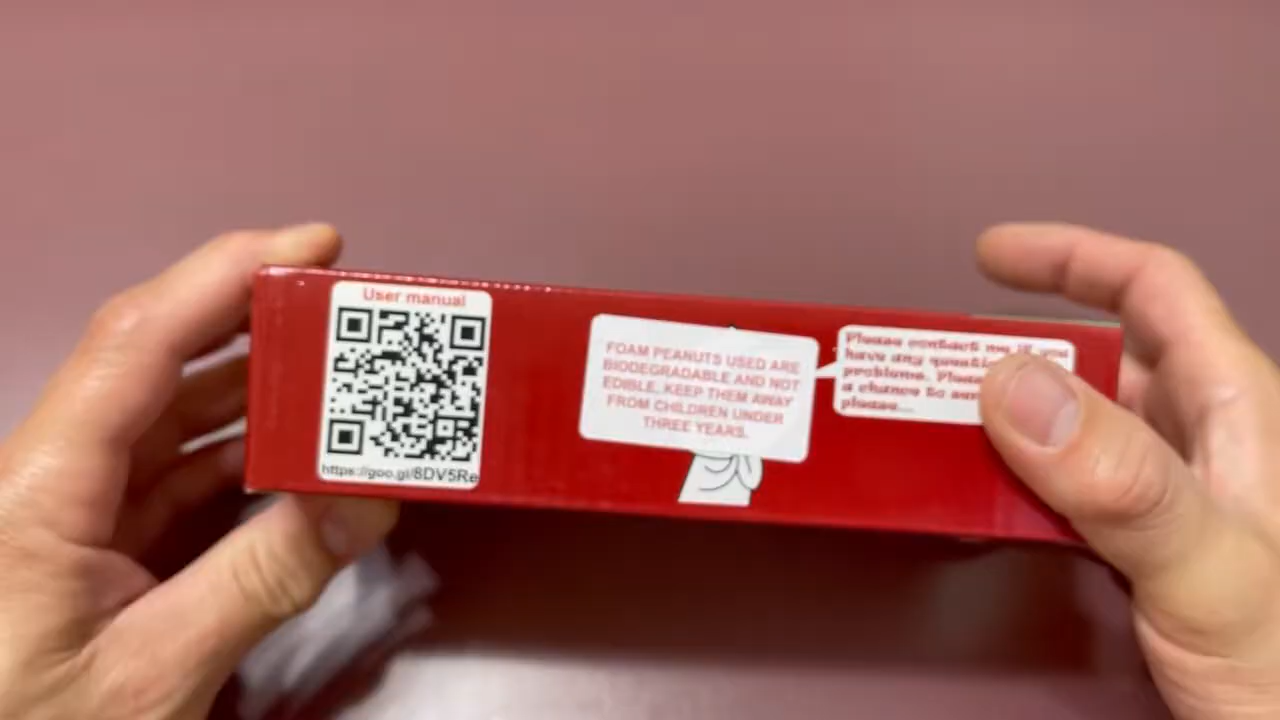 User manual
https://goo.gl/8DV5Re
FOAM PEANUTS USED ARE
BIODEGRADABLE AND NOT
EDIBLE. KEEP THEM AWAY
FROM CHILDREN UNDER
THREE YEARS.
Please contact me if you
have any
problems.
a chance to
please...